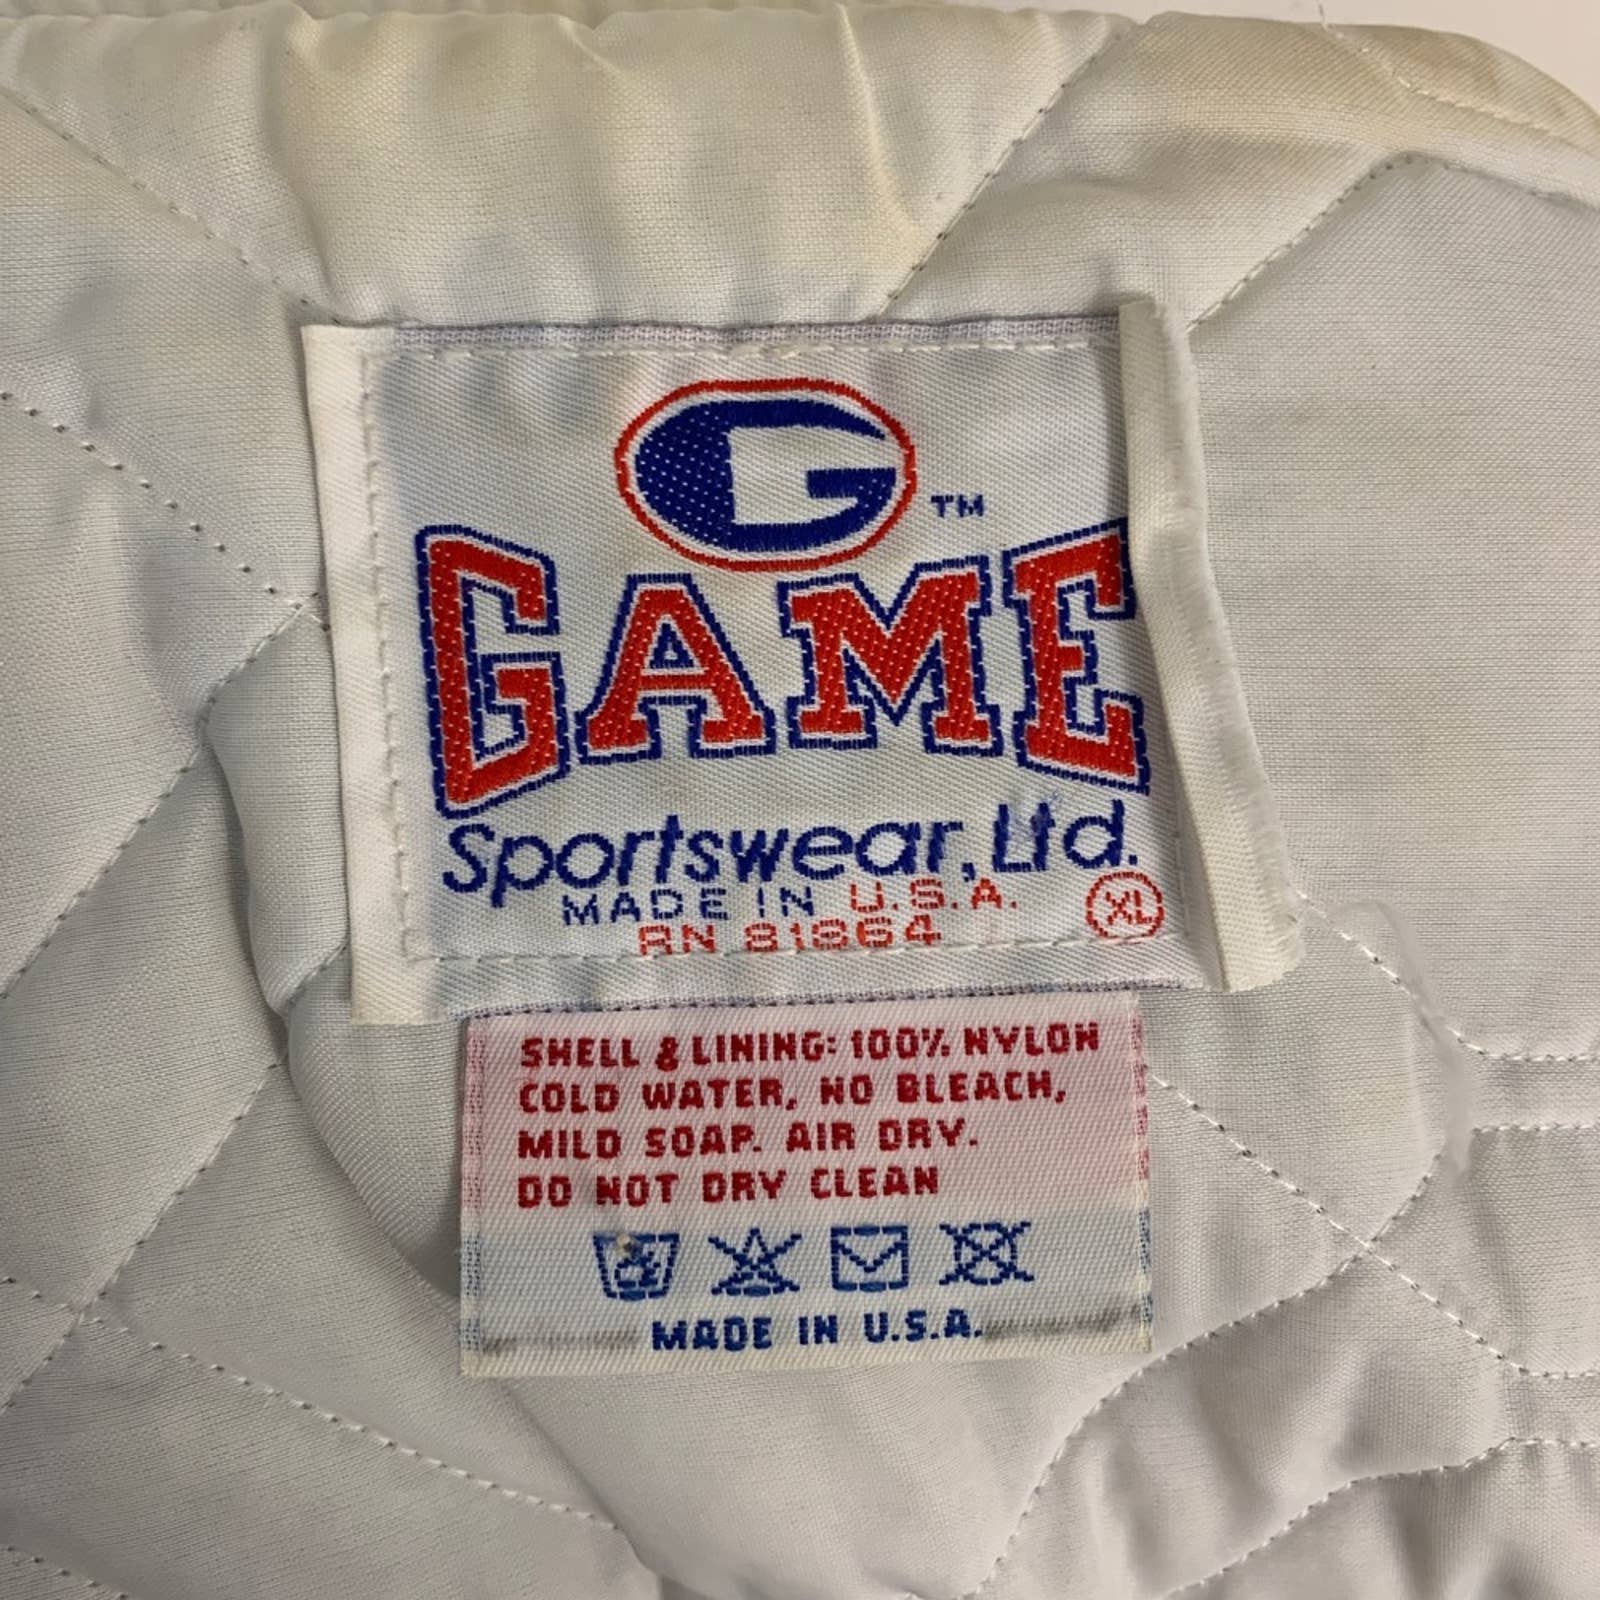 G
TM
GAME
Sportswear, Ltd.
MADE IN U.S.A.
RN 81864
XL
SHELL & LINING: 100% NYLON
COLD WATER, NO BLEACH,
MILD SOAP. AIR DRY.
DO NOT DRY CLEAN
MADE IN U.S.A.